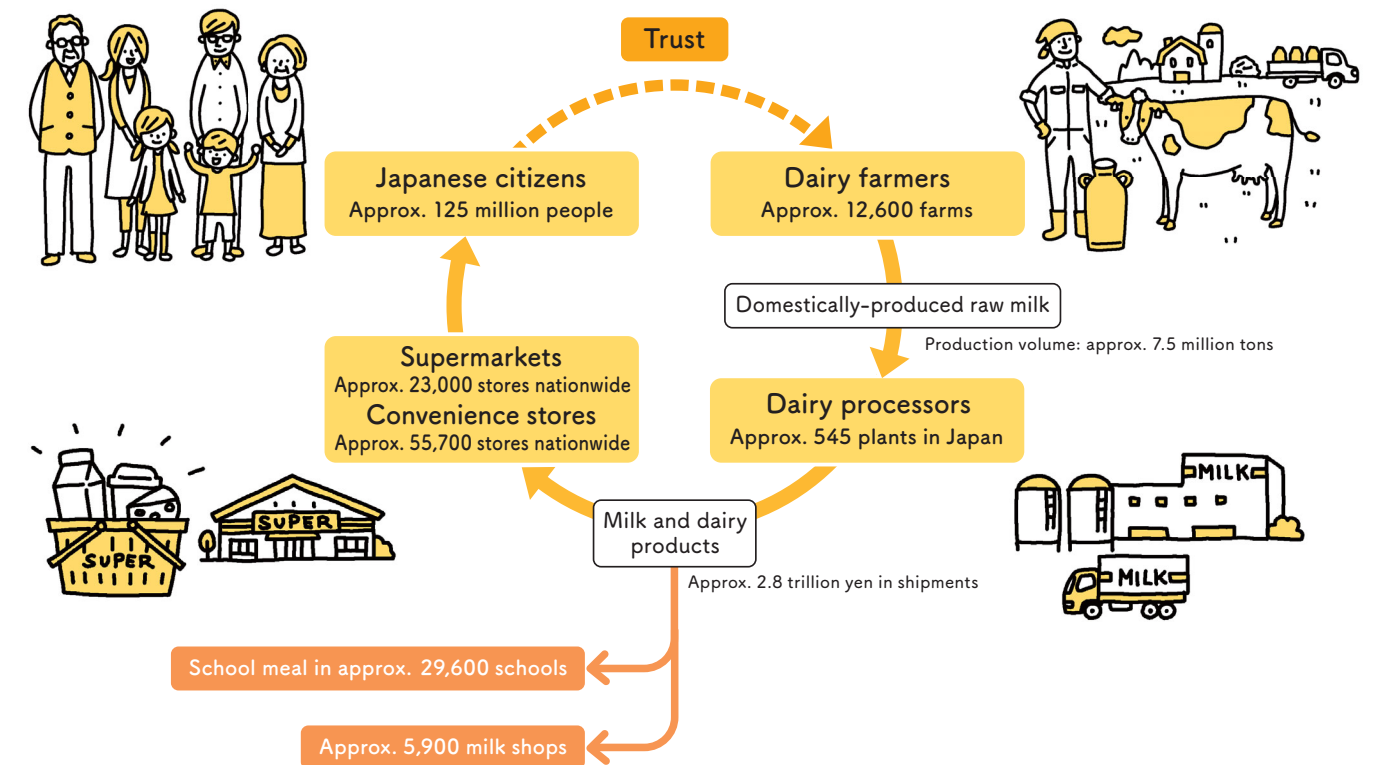 Trust
Japanese citizens
Approx. 125 million people
Dairy farmers
Approx. 12,600 farms
Domestically-produced raw milk
Production volume: approx. 7.5 million tons
Supermarkets
Approx. 23,000 stores nationwide
Convenience stores
Approx. 55,700 stores nationwide
Dairy processors
Approx. 545 plants in Japan
MILK
SUPER
SUPER
Milk and dairy
products
Approx. 2.8 trillion yen in shipments
MILK
School meal in approx. 29,600 schools
Approx. 5,900 milk shops